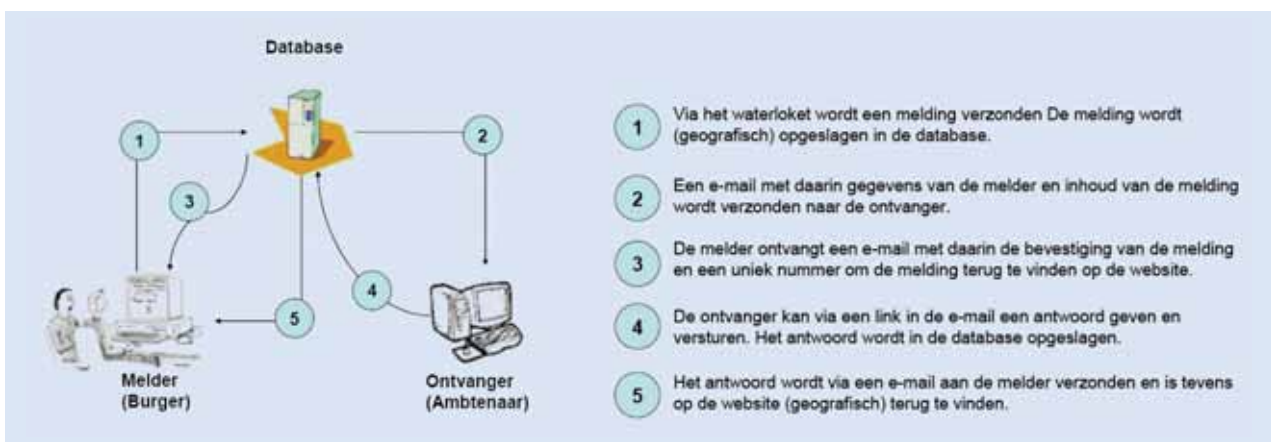 Database
1
2
3
4
5
Melder
(Burger)
Ontvanger
(Ambtenaar)
1
Via het waterloket wordt een melding verzonden De melding wordt
(geografisch) opgeslagen in de database.
2
Een e-mail met daarin gegevens van de melder en inhoud van de melding
wordt verzonden naar de ontvanger.
3
De melder ontvangt een e-mail met daarin de bevestiging van de melding
en een uniek nummer om de melding terug te vinden op de website.
4
De ontvanger kan via een link in de e-mail een antwoord geven en
versturen. Het antwoord wordt in de database opgeslagen.
5
Het antwoord wordt via een e-mail aan de melder verzonden en is tevens
op de website (geografisch) terug te vinden.